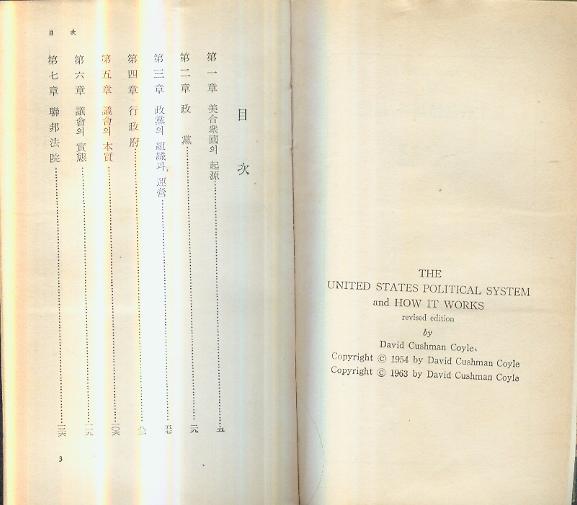 THE
UNITED STATES POLITICAL SYSTEM
and HOW IT WORKS
revised edition
by
David Cushman Coyle
Copyright © 1954 by David Cushman Coyle
Copyright © 1963 by David Cushman Coyle
目 次
目 次
第一章 美合衆國의 起源 五
第二章 政 黨 二九
第三章 政黨의 組織과 運營
第四章 行政府
第五章 議會의 本質
第六章 議會의 實態
第七章 聯邦法院
3